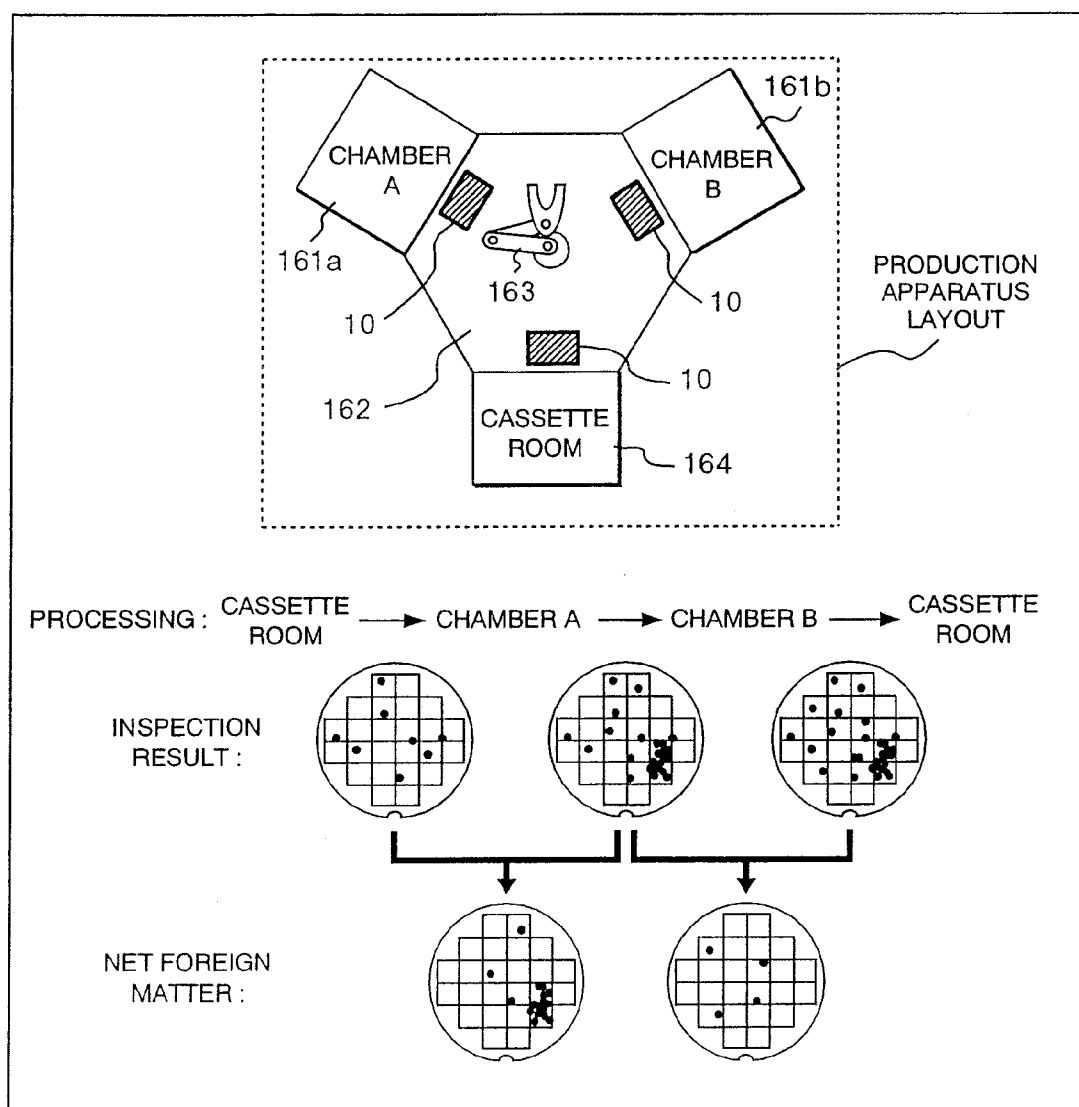 161b
CHAMBER
A
CHAMBER
B
161a
163
10
10
PRODUCTION
APPARATUS
LAYOUT
10
162
CASSETTE
ROOM
164
PROCESSING : CASSETTE ROOM → CHAMBER A → CHAMBER B → CASSETTE ROOM
INSPECTION
RESULT :
NET FOREIGN
MATTER :